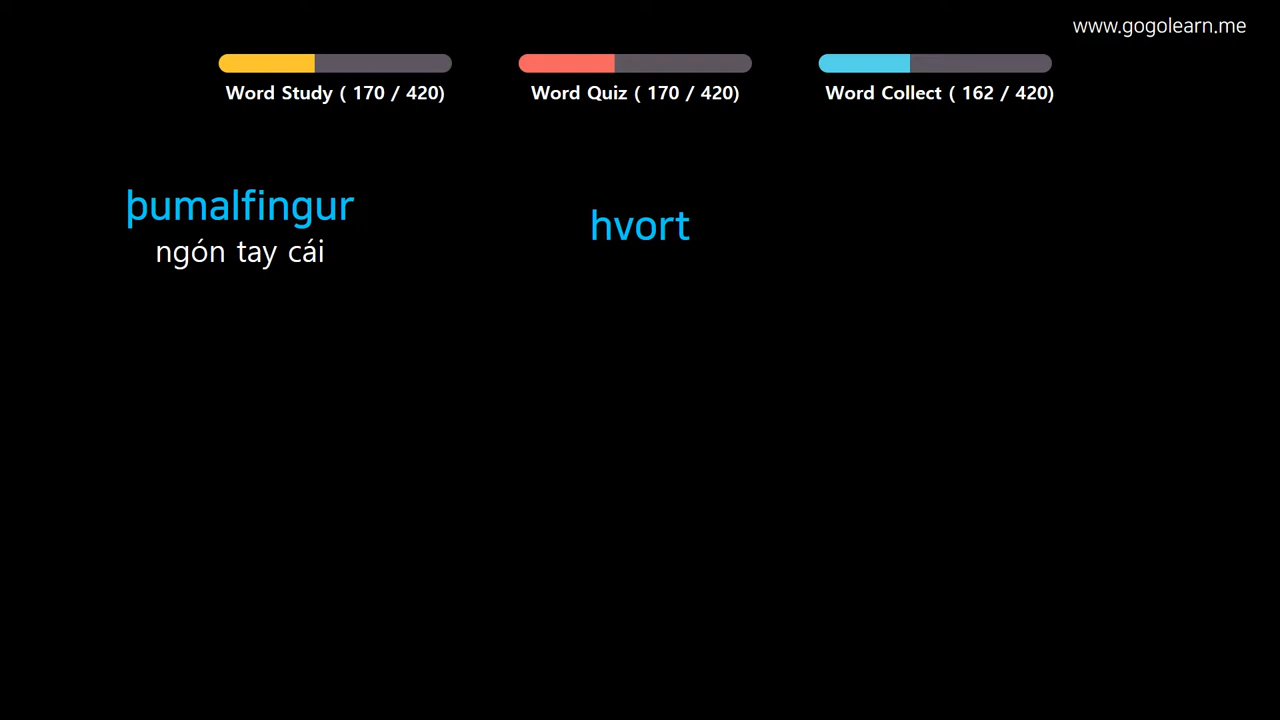 www.gogolearn.me
Word Study ( 170 / 420)
Word Quiz ( 170 / 420)
Word Collect ( 162 / 420)
þumalfingur
ngón tay cái
hvort